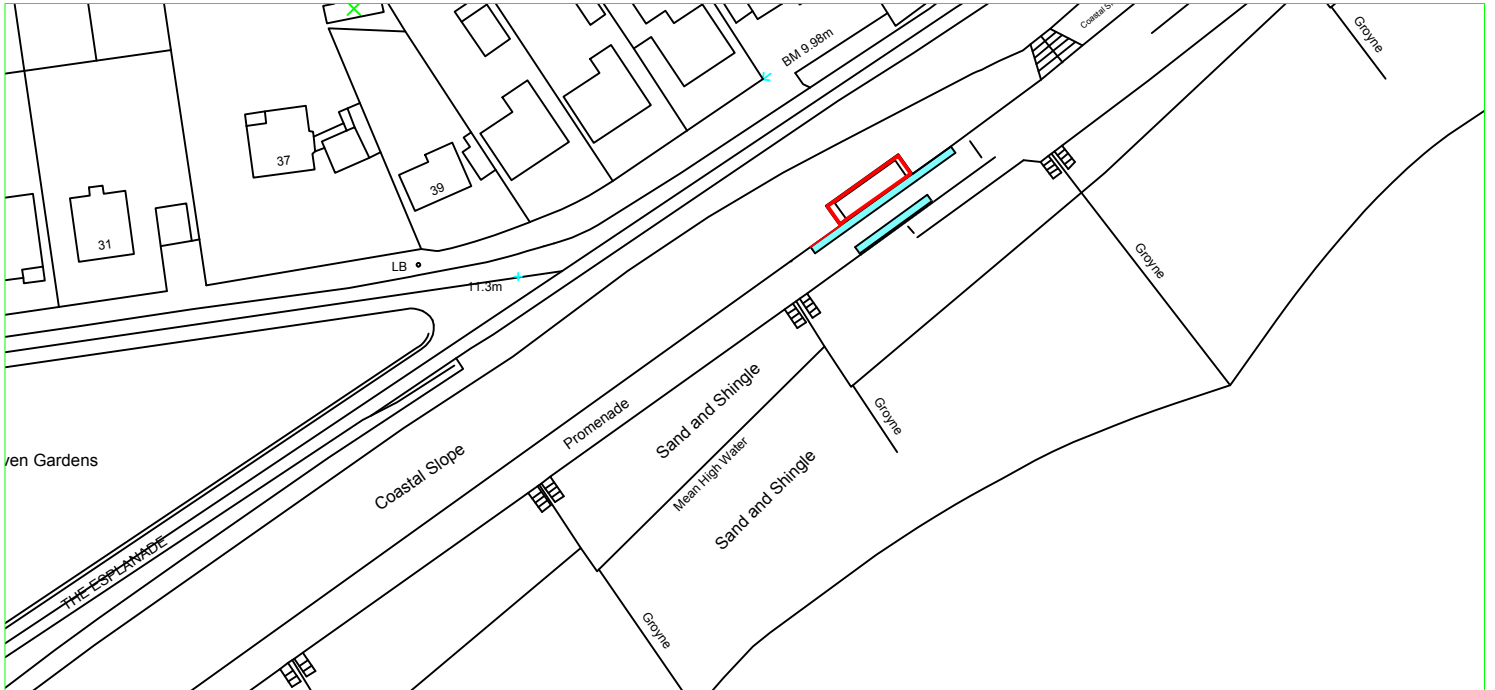 Coastal
Groyne
BM 9.98m
37
39
31
LB
11.3m
Groyne
Groyne
Promenade
Sand and Shingle
Mean High Water
Sand and Shingle
Coastal Slope
ven Gardens
THE ESPLANADE
Groyne